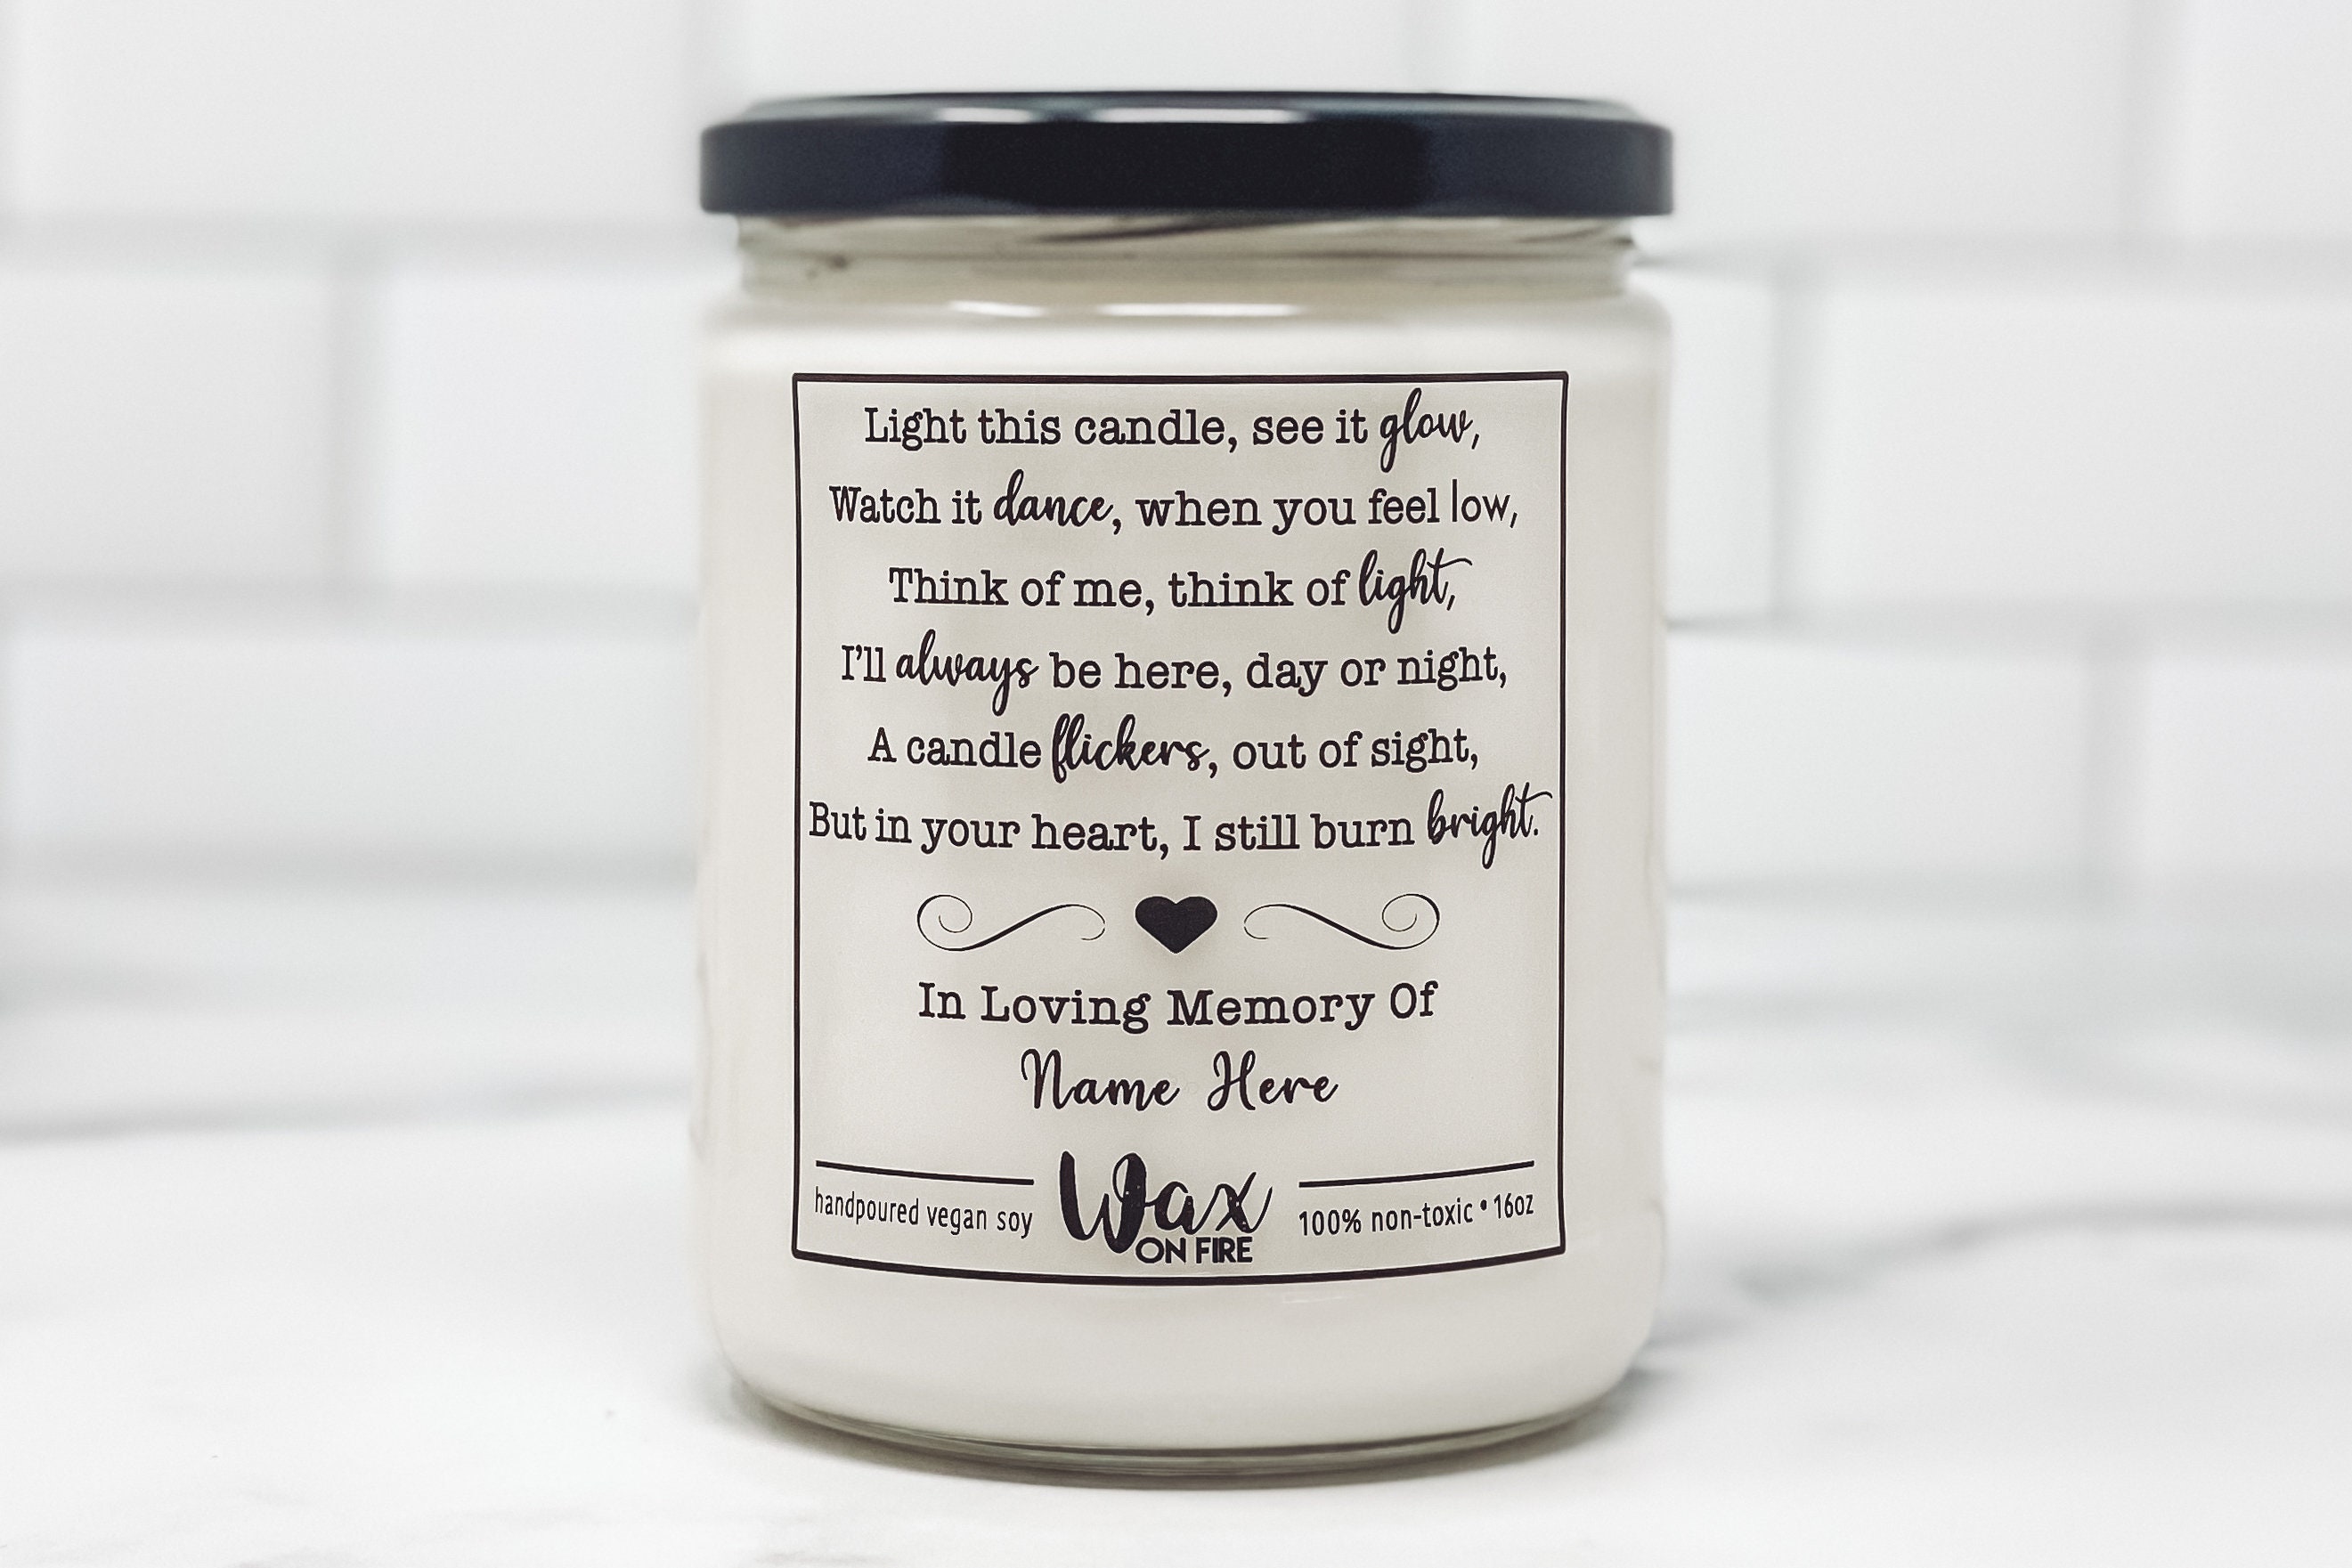 Light this candle, see it glow,
Watch it dance, when you feel low,
Think of me, think of light,
I'll always be here, day or night,
A candle flickers, out of sight,
But in your heart, I still burn bright.
In Loving Memory Of
Name Here
handpoured vegan soy
Wax
ON FIRE
100% non-toxic • 16oz